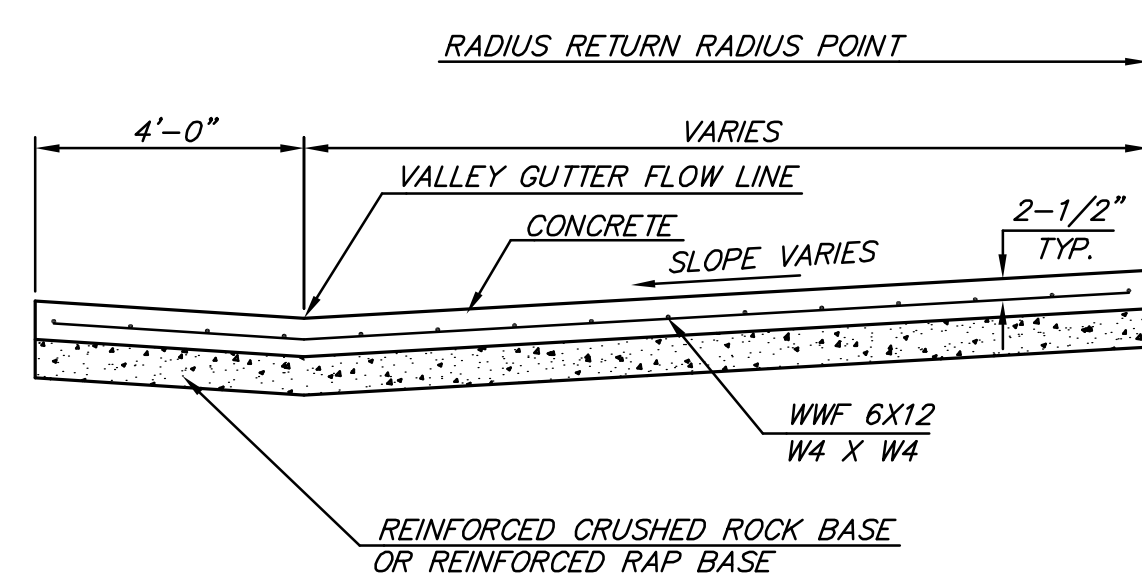 RADIUS RETURN RADIUS POINT
4'-0"
VARIES
VALLEY GUTTER FLOW LINE
CONCRETE
2-1/2"
TYP.
SLOPE VARIES
WWF 6X12
W4 X W4
REINFORCED CRUSHED ROCK BASE
OR REINFORCED RAP BASE